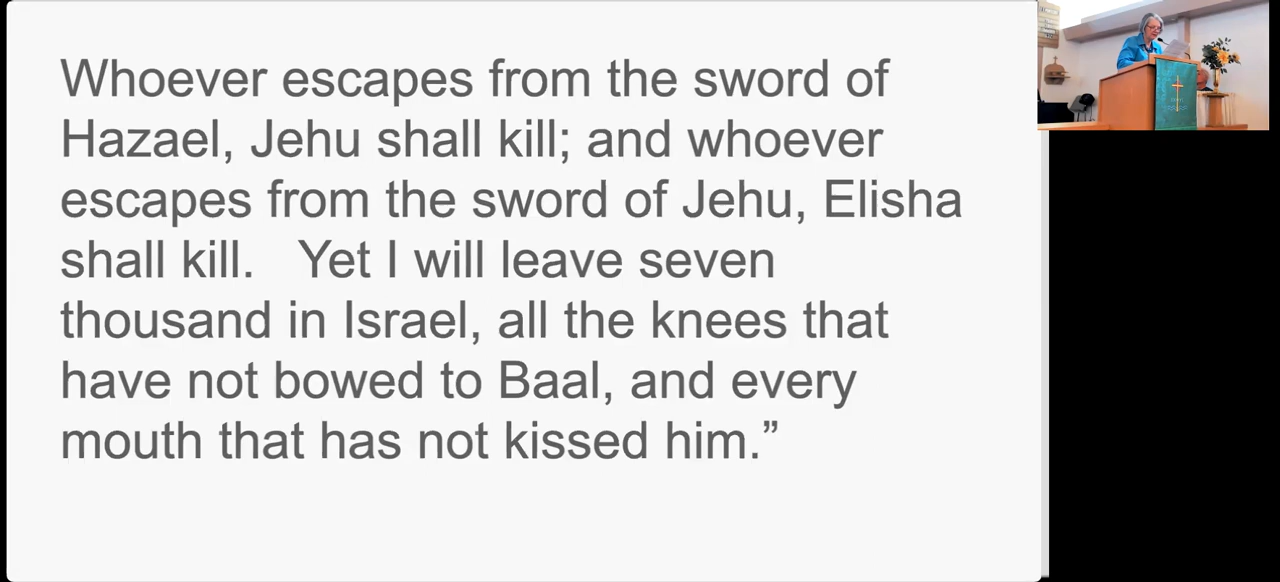 Whoever escapes from the sword of
Hazael, Jehu shall kill; and whoever
escapes from the sword of Jehu, Elisha
shall kill.   Yet I will leave seven
thousand in Israel, all the knees that
have not bowed to Baal, and every
mouth that has not kissed him.”